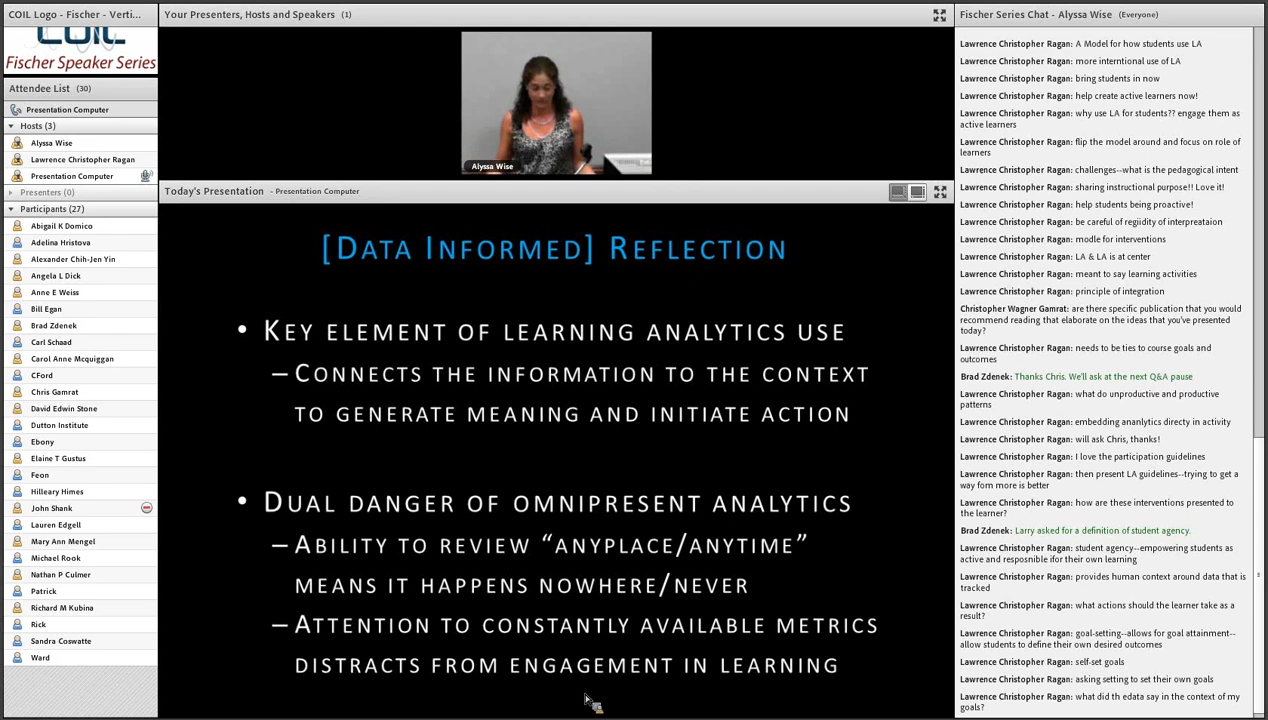 COIL Logo - Fischer - Verti...
COIL
Fischer Speaker Series
Attendee List (30)
Presentation Computer
Hosts (3)
Alyssa Wise
Lawrence Christopher Ragan
Presentation Computer
Presenters (0)
Participants (27)
Abigail K Domico
Adelina Hristova
Alexander Chih-Jen Yin
Angela L Dick
Anne E Weiss
Bill Egan
Brad Zdenek
Carl Schaad
Carol Anne Mcquiggan
CFord
Chris Gamrat
David Edwin Stone
Dutton Institute
Ebony
Elaine T Gustus
Feon
Hilleary Himes
John Shank
Lauren Edgell
Mary Ann Mengel
Michael Rook
Nathan P Culmer
Patrick
Richard M Kubina
Rick
Sandra Coswatte
Ward
Your Presenters, Hosts and Speakers (1)
Alyssa Wise
Today's Presentation - Presentation Computer
[Data Informed] Reflection
• Key element of learning analytics use
– Connects the information to the context
to generate meaning and initiate action
• Dual danger of omnipresent analytics
– Ability to review “anyplace/anytime”
means it happens nowhere/never
– Attention to constantly available metrics
distracts from engagement in learning
Fischer Series Chat - Alyssa Wise (Everyone)
Lawrence Christopher Ragan: A Model for how students use LA
Lawrence Christopher Ragan: more interntional use of LA
Lawrence Christopher Ragan: bring students in now
Lawrence Christopher Ragan: help create active learners now!
Lawrence Christopher Ragan: why use LA for students?? engage them as
active learners
Lawrence Christopher Ragan: flip the model around and focus on role of
learners
Lawrence Christopher Ragan: challenges--what is the pedagogical intent
Lawrence Christopher Ragan: sharing instructional purpose!! Love it!
Lawrence Christopher Ragan: help students being proactive!
Lawrence Christopher Ragan: be careful of regiidity of interpreataion
Lawrence Christopher Ragan: modle for interventions
Lawrence Christopher Ragan: LA & LA is at center
Lawrence Christopher Ragan: meant to say learning activities
Lawrence Christopher Ragan: principle of integration
Christopher Wagner Gamrat: are there specific publication that you would
recommend reading that elaborate on the ideas that you've presented
today?
Lawrence Christopher Ragan: needs to be ties to course goals and
outcomes
Brad Zdenek: Thanks Chris. We'll ask at the next Q&A pause
Lawrence Christopher Ragan: what do unproductive and productive
patterns
Lawrence Christopher Ragan: embedding ananlytics directy in activity
Lawrence Christopher Ragan: will ask Chris, thanks!
Lawrence Christopher Ragan: I love the participation guidelines
Lawrence Christopher Ragan: then present LA guidelines--trying to get a
way fom more is better
Lawrence Christopher Ragan: how are these interventions presented to
the learner?
Brad Zdenek: Larry asked for a definition of student agency.
Lawrence Christopher Ragan: student agency--empowering students as
active and resposnible ifor their own learning
Lawrence Christopher Ragan: provides human context around data that is
tracked
Lawrence Christopher Ragan: what actions should the learner take as a
result?
Lawrence Christopher Ragan: goal-setting--allows for goal attainment--
allow students to define their own desired outcomes
Lawrence Christopher Ragan: self-set goals
Lawrence Christopher Ragan: asking setting to set their own goals
Lawrence Christopher Ragan: what did th edata say in the context of my
goals?